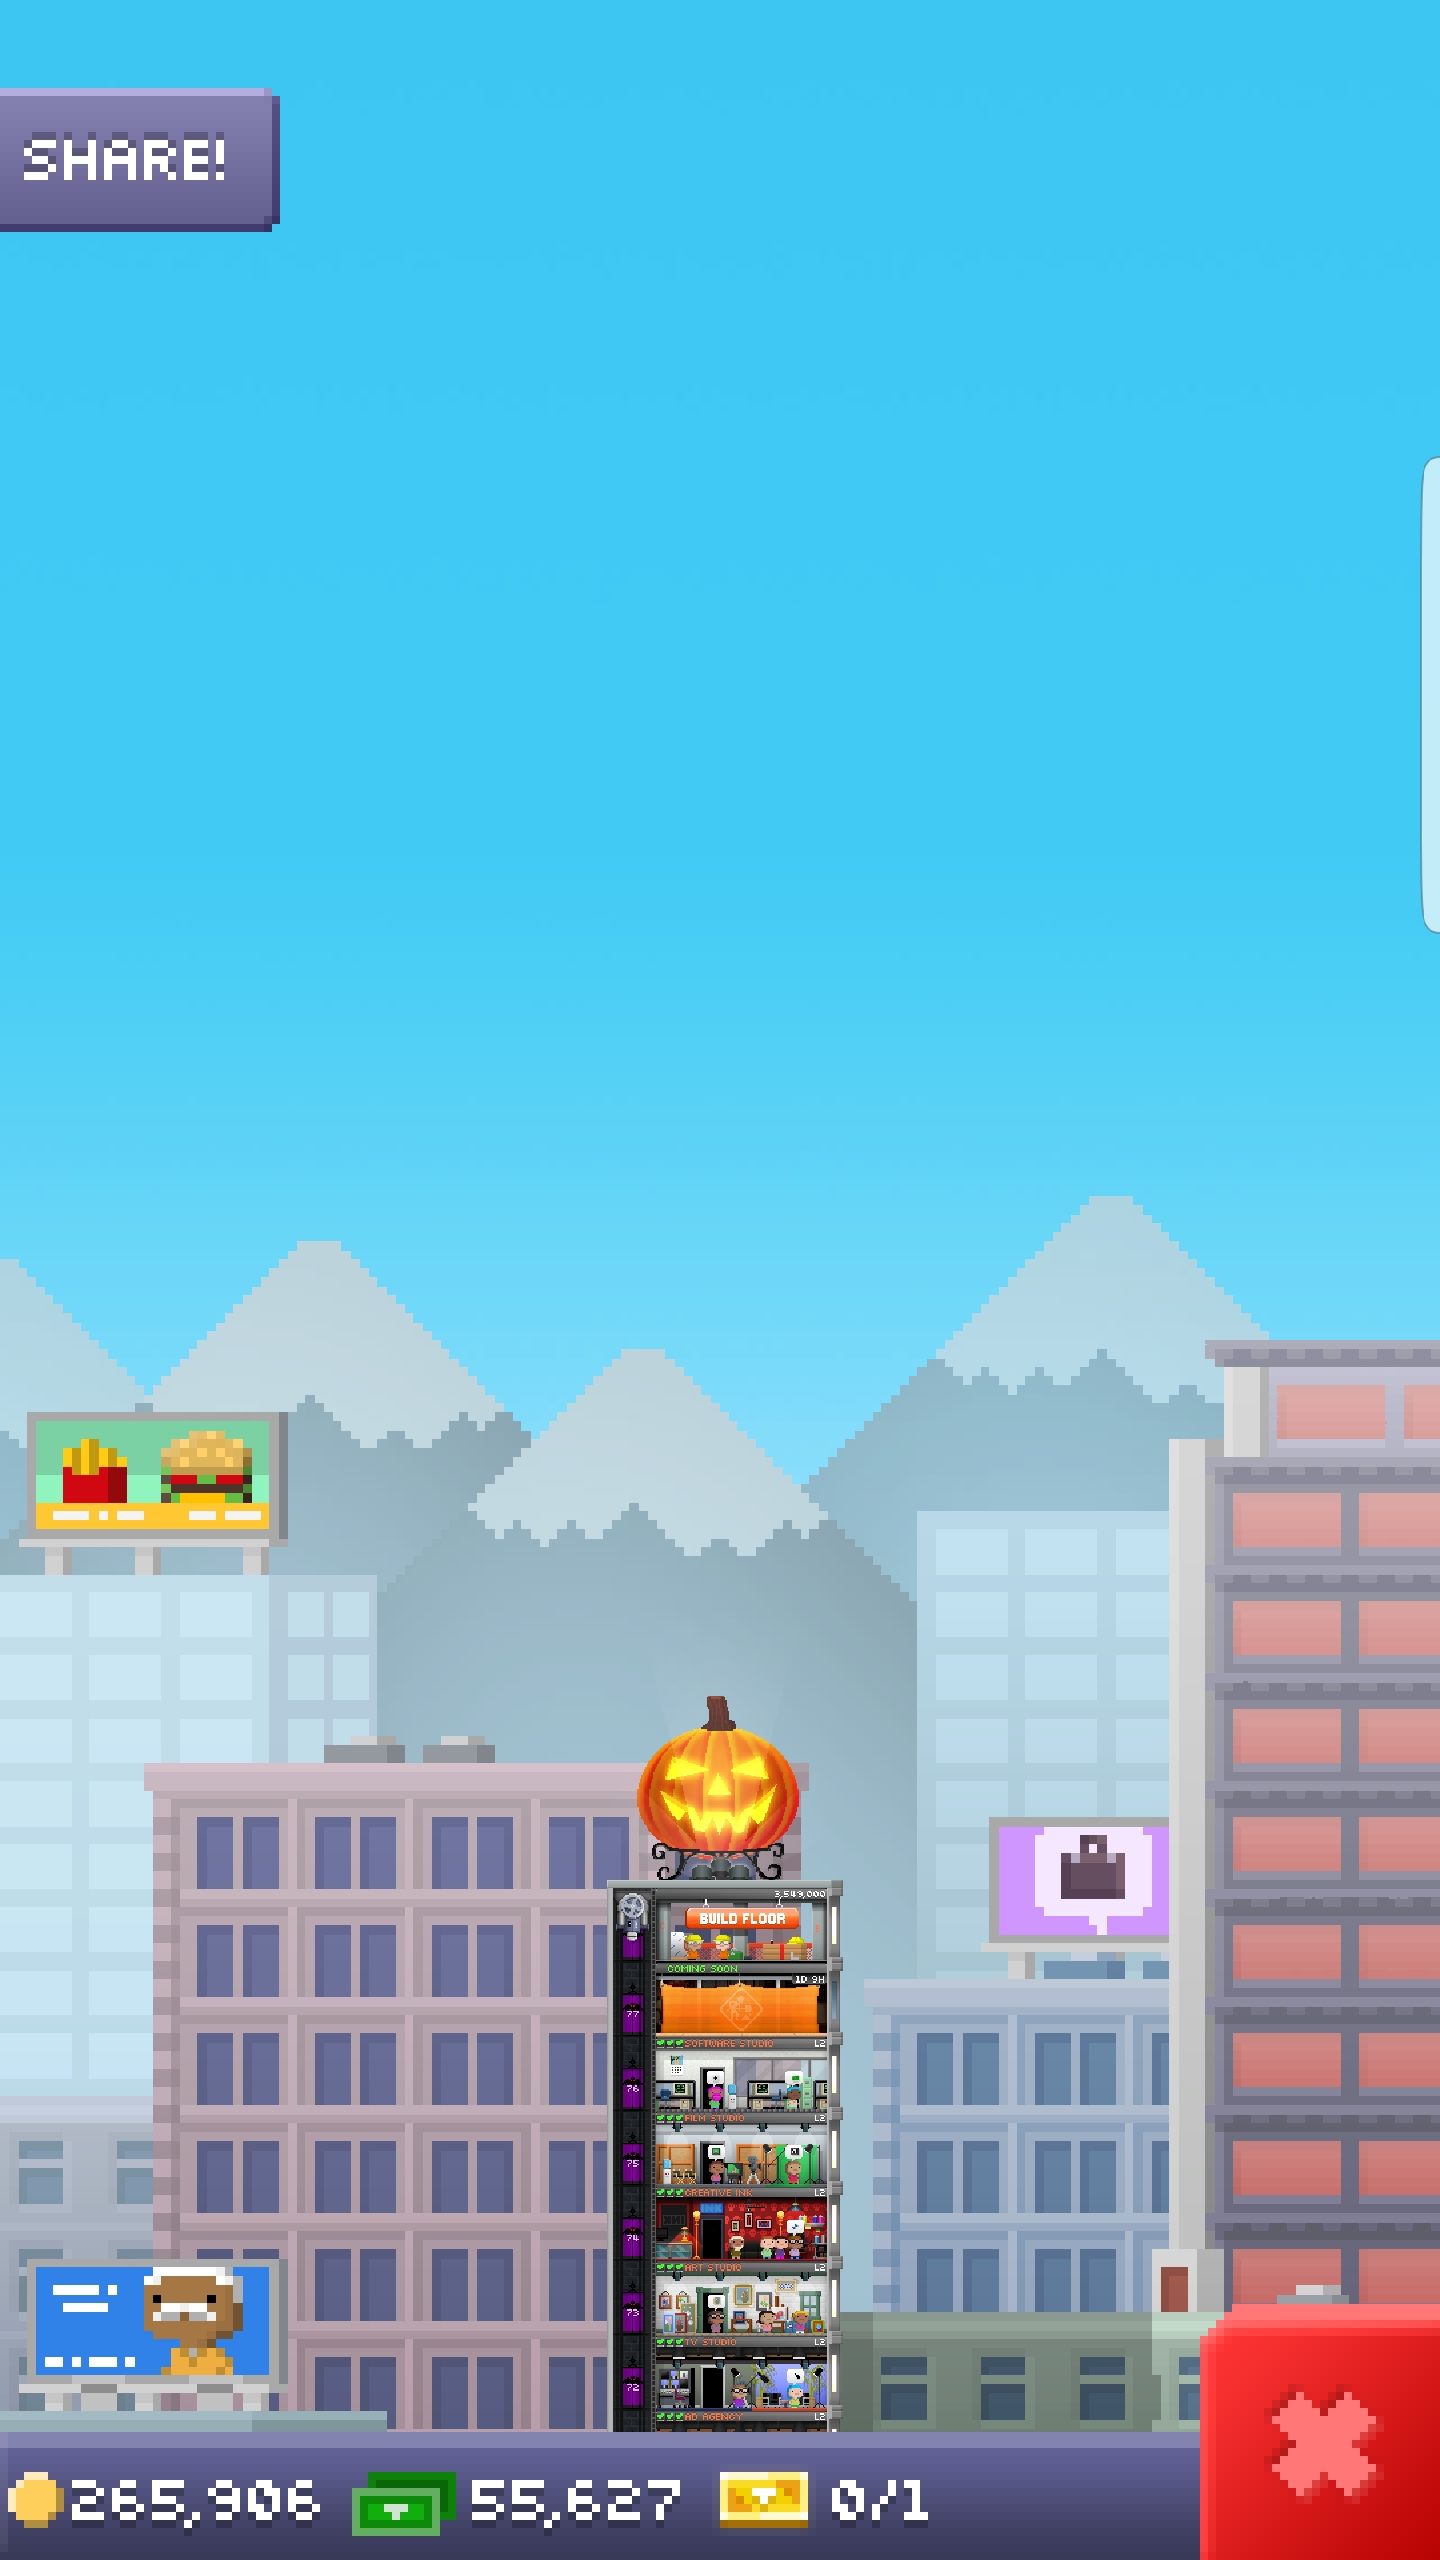 SHARE!
3,549,000
BUILD FLOOR
COMING SOON
1D 9H
77
SOFTWARE STUDIO L2
76
FILM STUDIO L2
75
CREATIVE INK L2
INK
74
ART STUDIO L2
73
TV STUDIO L2
72
AD AGENCY L2
265,906 55,627 0/1